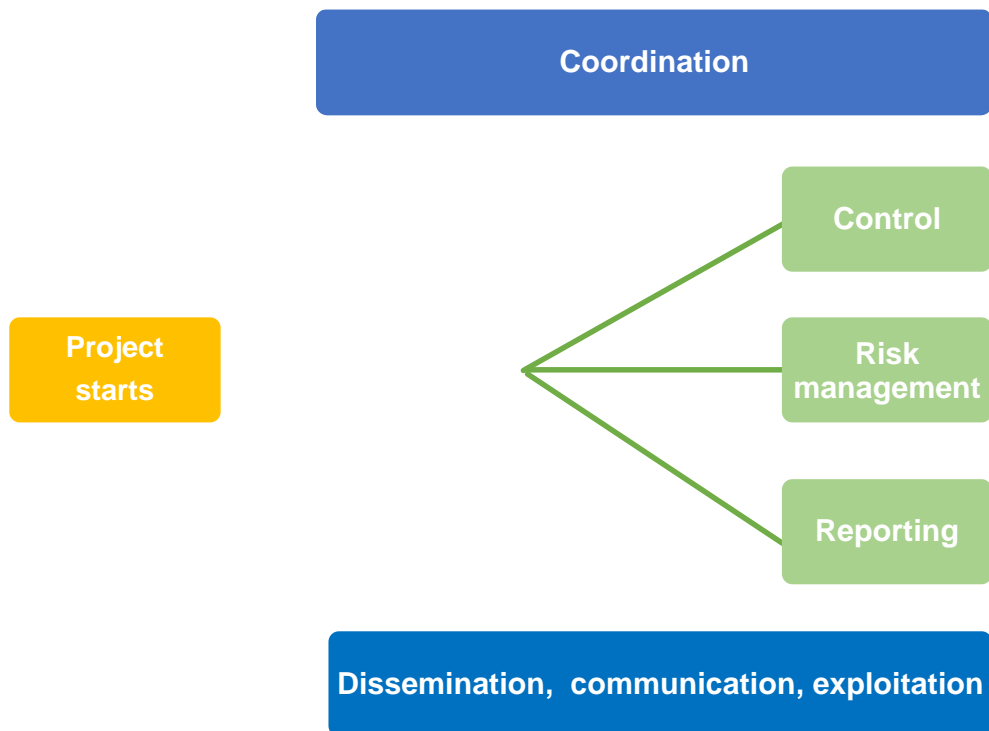 Coordination
Control
Project
starts
Risk
management
Reporting
Dissemination,  communication, exploitation